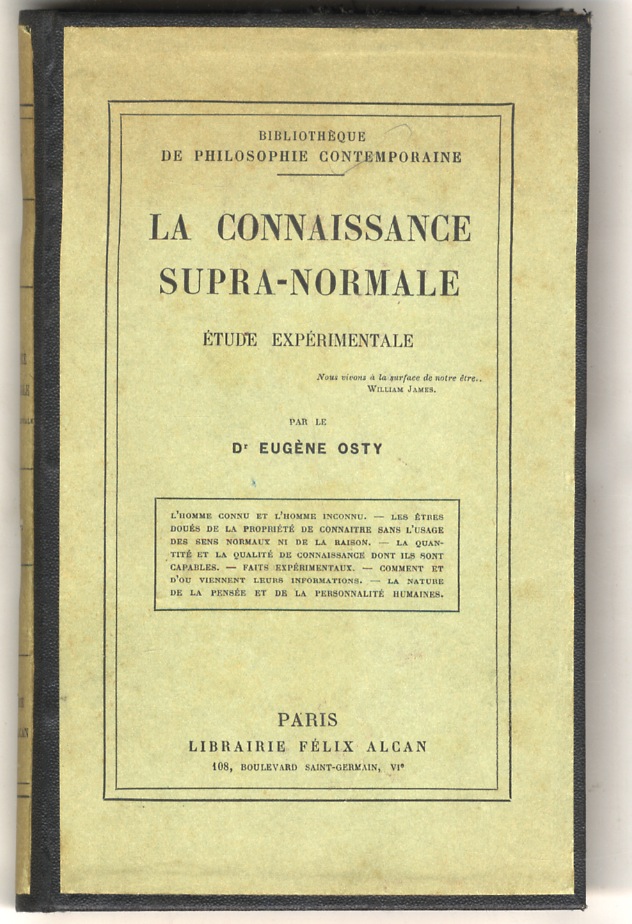 BIBLIOTHÈQUE
DE PHILOSOPHIE CONTEMPORAINE
LA CONNAISSANCE
SUPRA-NORMALE
ÉTUDE EXPÉRIMENTALE
Nous vivons à la surface de notre être..
WILLIAM JAMES.
PAR LE
Dr EUGÈNE OSTY
L'HOMME CONNU ET L'HOMME INCONNU. — LES ÊTRES
DOUÉS DE LA PROPRIÉTÉ DE CONNAITRE SANS L'USAGE
DES SENS NORMAUX NI DE LA RAISON. — LA QUAN-
TITÉ ET LA QUALITÉ DE CONNAISSANCE DONT ILS SONT
CAPABLES. — FAITS EXPÉRIMENTAUX. — COMMENT ET
D'OU VIENNENT LEURS INFORMATIONS. — LA NATURE
DE LA PENSÉE ET DE LA PERSONNALITÉ HUMAINES.
PARIS
LIBRAIRIE FÉLIX ALCAN
108, BOULEVARD SAINT-GERMAIN, VIe